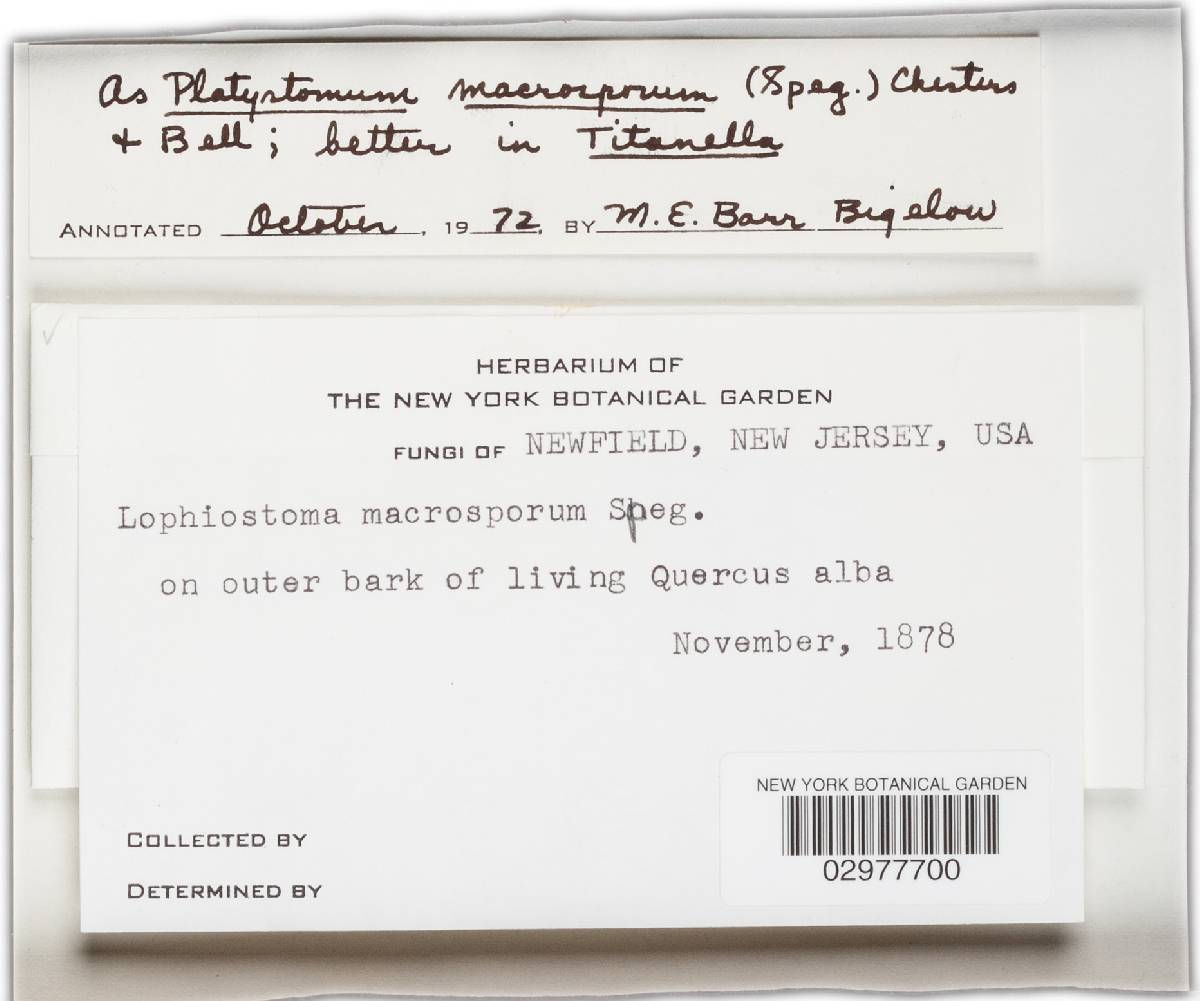 As Platystomum macrosporum (Speg.) Chesters
& Bell; better in Titanella
ANNOTATED October, 1972, BY M. E. Barr Bigelow
HERBARIUM OF
THE NEW YORK BOTANICAL GARDEN
FUNGI OF NEWFIELD, NEW JERSEY, USA
Lophiostoma macrosporum Speg.
on outer bark of living Quercus alba
November, 1878
NEW YORK BOTANICAL GARDEN
02977700
COLLECTED BY
DETERMINED BY